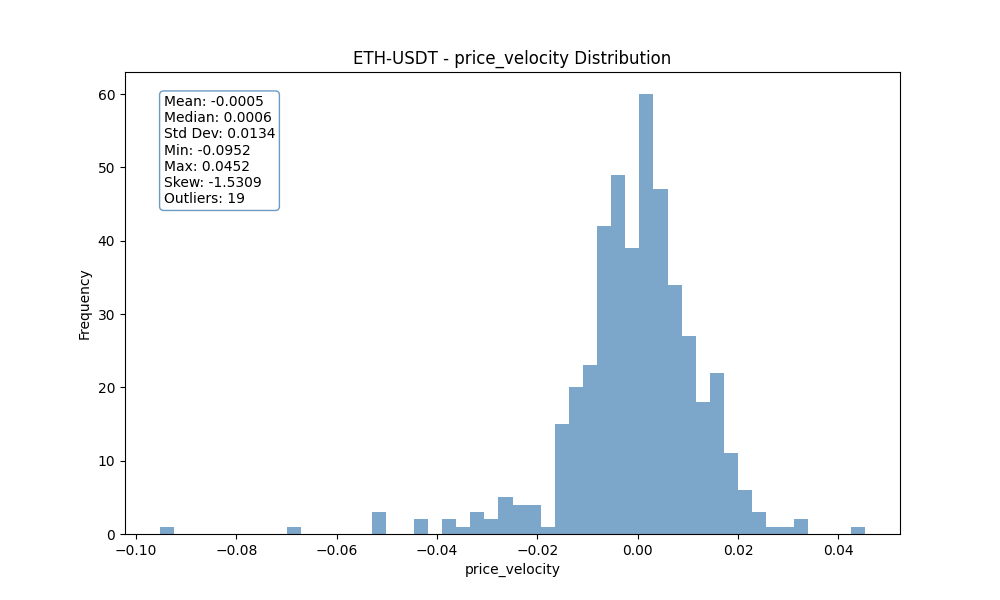 ETH-USDT - price_velocity Distribution
Mean: -0.0005
Median: 0.0006
Std Dev: 0.0134
Min: -0.0952
Max: 0.0452
Skew: -1.5309
Outliers: 19
60
50
40
30
20
10
0
Frequency
−0.10 −0.08 −0.06 −0.04 −0.02 0.00 0.02 0.04
price_velocity